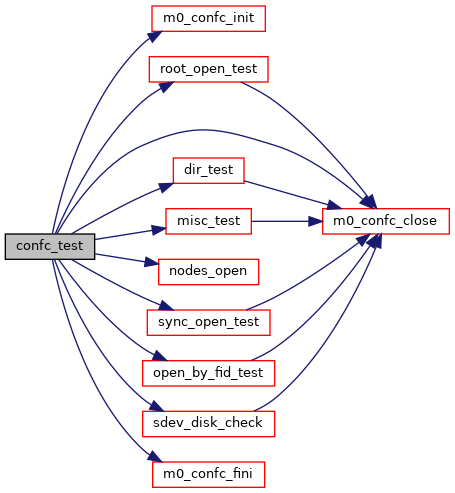 m0_confc_init
root_open_test
dir_test
misc_test
m0_confc_close
confc_test
nodes_open
sync_open_test
open_by_fid_test
sdev_disk_check
m0_confc_fini